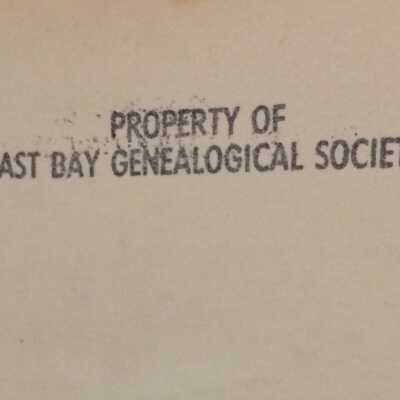 PROPERTY OF
AST BAY GENEALOGICAL SOCIET